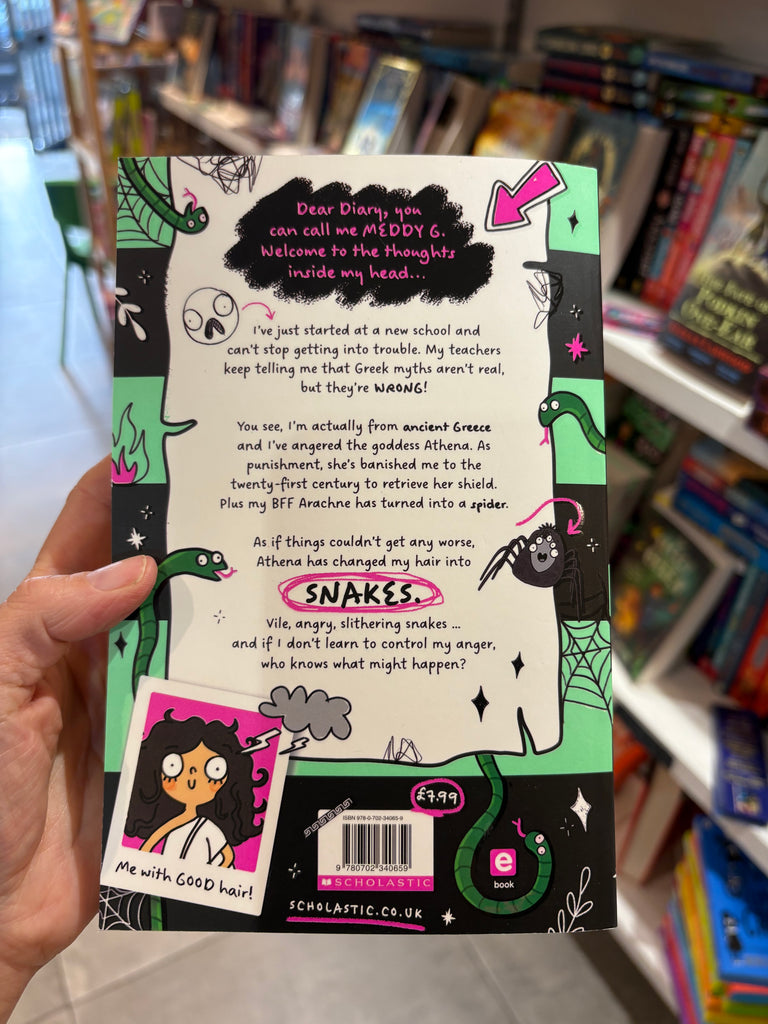 Dear Diary, you
can call me MEDDY G.
Welcome to the thoughts
inside my head...
I've just started at a new school and
can't stop getting into trouble. My teachers
keep telling me that Greek myths aren't real,
but they're WRONG!
You see, I'm actually from ancient Greece
and I've angered the goddess Athena. As
punishment, she's banished me to the
twenty-first century to retrieve her shield.
Plus my BFF Arachne has turned into a spider.
As if things couldn't get any worse,
Athena has changed my hair into
SNAKES.
Vile, angry, slithering snakes ...
and if I don't learn to control my anger,
who knows what might happen?
Me with GOOD hair!
£7.99
ISBN 978-0-702-34065-9
9 780702 340659
SCHOLASTIC
SCHOLASTIC.CO.UK
e
book